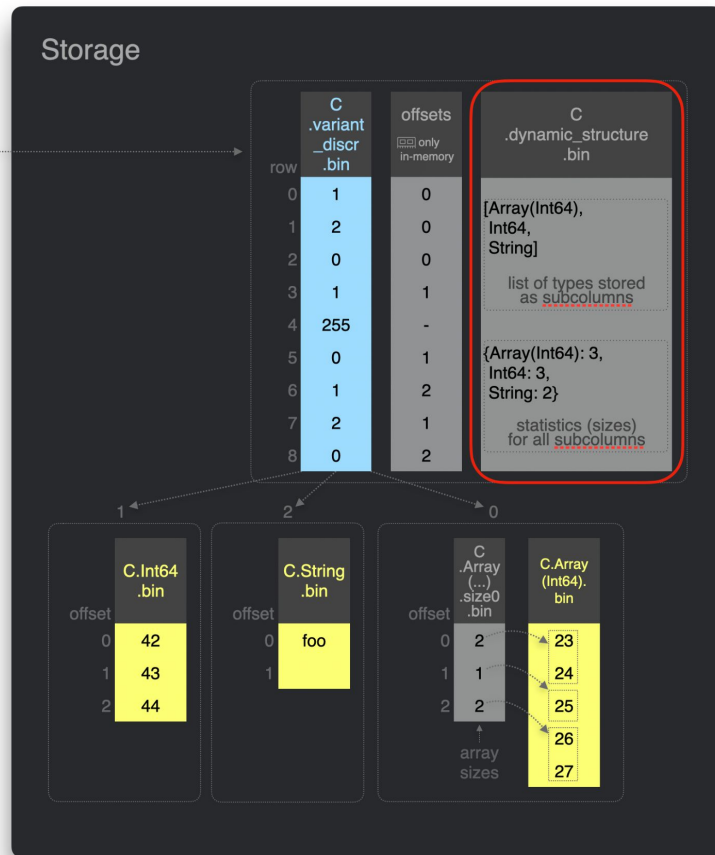 Storage
row
C
.variant
_discr
.bin
offsets
only
in-memory
C
.dynamic_structure
.bin
0 1 0
1 2 0
2 0 0
3 1 1
4 255 -
5 0 1
6 1 2
7 2 1
8 0 2
[Array(Int64),
Int64,
String]
list of types stored
as subcolumns
{Array(Int64): 3,
Int64: 3,
String: 2}
statistics (sizes)
for all subcolumns
1
offset
C.Int64
.bin
0 42
1 43
2 44
2
offset
C.String
.bin
0 foo
1
0
offset
C
.Array
(...)
.size0
.bin
C.Array
(Int64).
bin
0 2 23
1 1 24
2 2 25
26
27
array
sizes